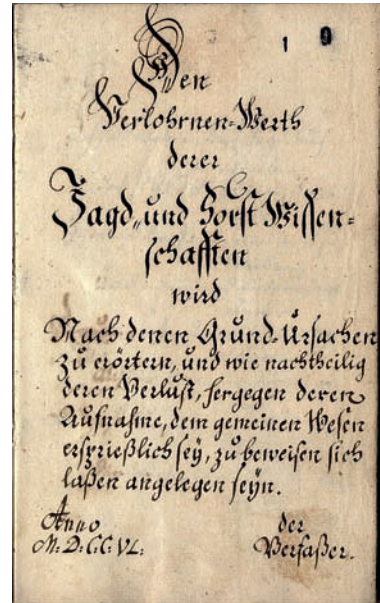 1 9
Den
Verlohrnen-Werth
derer
Jagd- und Forst Wissen=
schafften
wird
Nach denen Grund-Ursachen
zu erörtern, und wie nachtheilig
deren Verlust, hergegen deren
Aufnahme, dem gemeinen Wesen
ersprießlich sey, zu beweisen sich
laßen angelegen seyn.
Anno
M: D: C: C: VL:
der
Verfaßer.